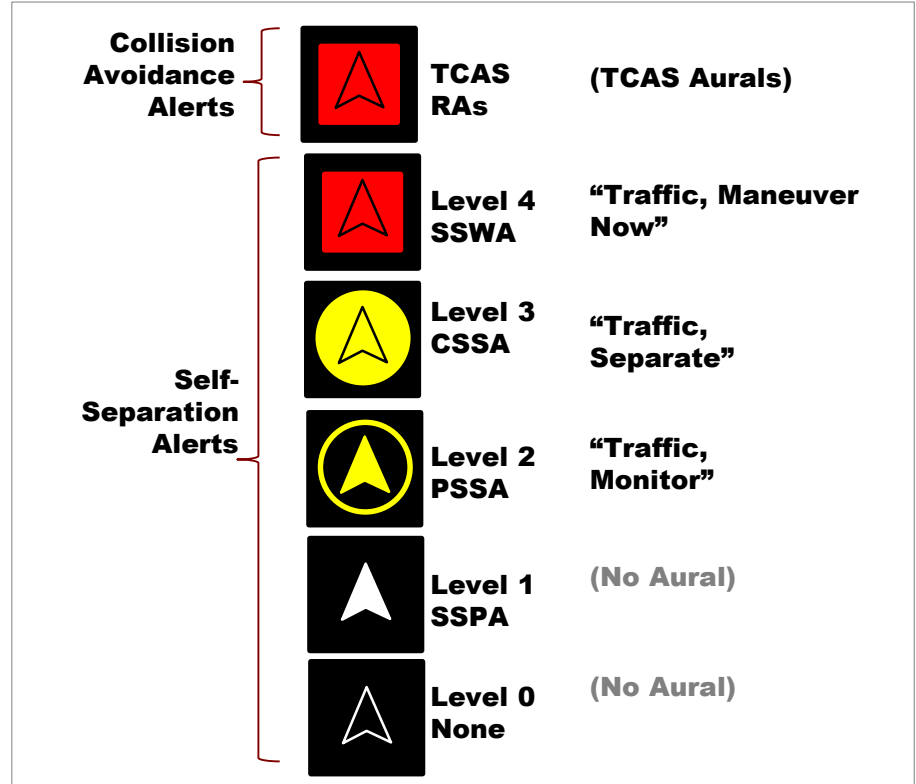 Collision
Avoidance
Alerts
TCAS
RAs
(TCAS Aurals)
Self-
Separation
Alerts
Level 4
SSWA
“Traffic, Maneuver
Now”
Level 3
CSSA
“Traffic,
Separate”
Level 2
PSSA
“Traffic,
Monitor”
Level 1
SSPA
(No Aural)
Level 0
None
(No Aural)